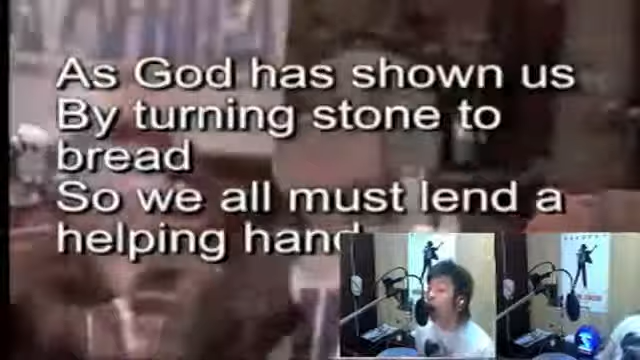 As God has shown us
By turning stone to
bread
So we all must lend a
helping hand